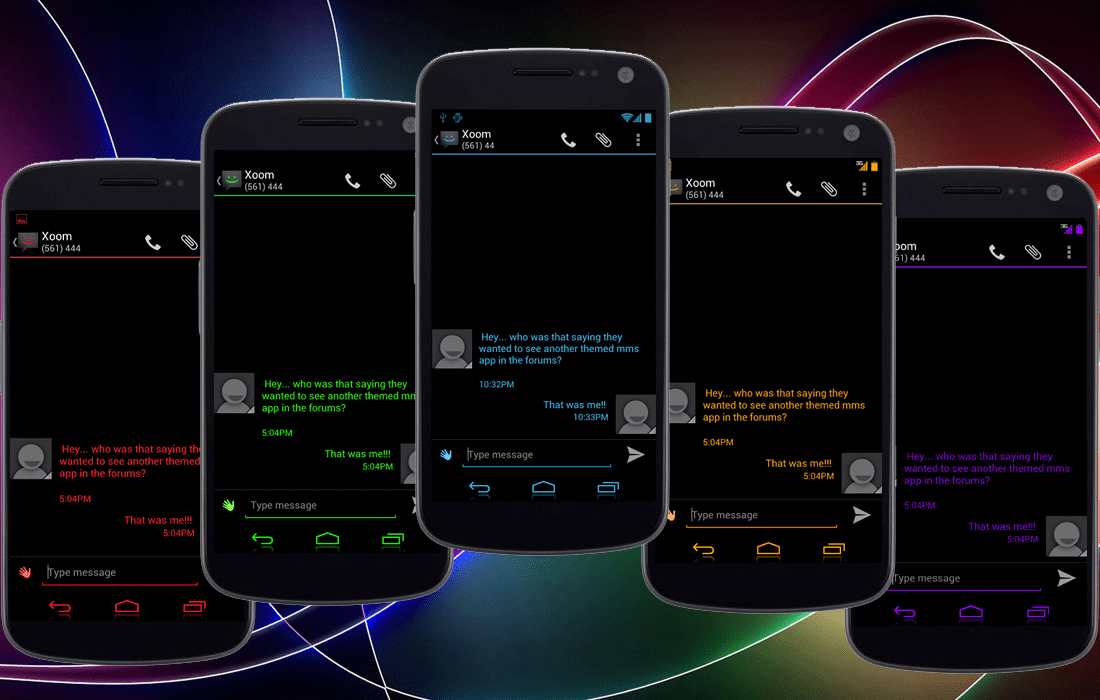 Xoom
(561) 444
Hey... who was that saying th
wanted to see another themed
app in the forums?
5:04PM
That was me!!!
5:04PM
Type message
Xoom
(561) 444
Hey... who was that saying they
wanted to see another themed mm
app in the forums?
5:04PM
That was me!!!
5:04PM
Type message
Xoom
(561) 44
Hey... who was that saying they
wanted to see another themed mms
app in the forums?
10:32PM
That was me!!
10:33PM
Type message
3G
Xoom
(561) 444
Hey... who was that saying they
wanted to see another themed mms
app in the forums?
5:04PM
That was me!!!
5:04PM
Type message
3G
oom
61) 444
Hey... who was that saying they
wanted to see another themed mms
app in the forums?
5:04PM
That was me!!!
5:04PM
Type message